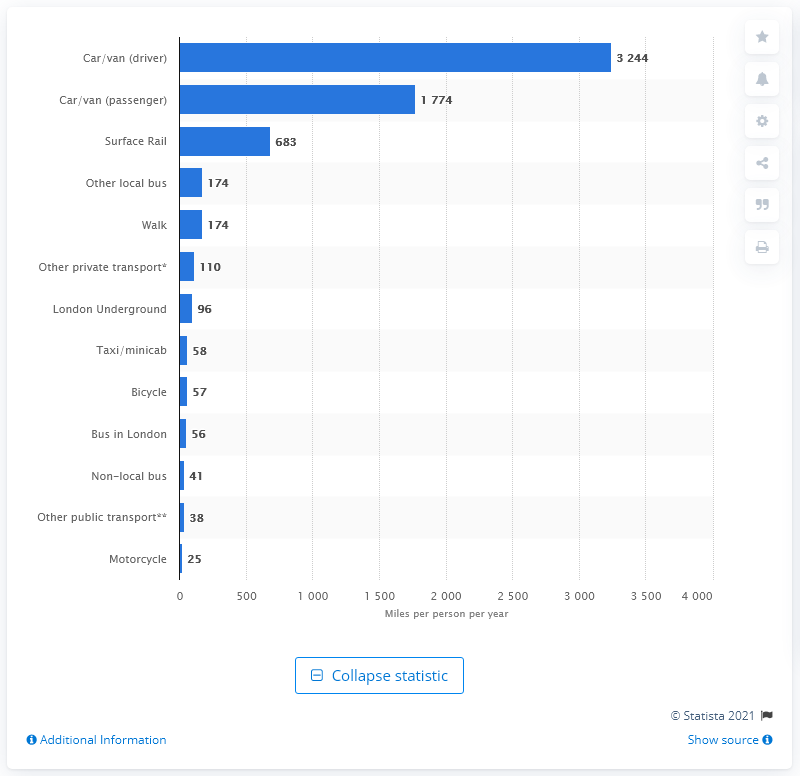 Car/van (driver) 3 244
Car/van (passenger) 1 774
Surface Rail 683
Other local bus 174
Walk 174
Other private transport* 110
London Underground 96
Taxi/minicab 58
Bicycle 57
Bus in London 56
Non-local bus 41
Other public transport** 38
Motorcycle 25
0 500 1 000 1 500 2 000 2 500 3 000 3 500 4 000
Miles per person per year
Collapse statistic
© Statista 2021
Additional Information Show source